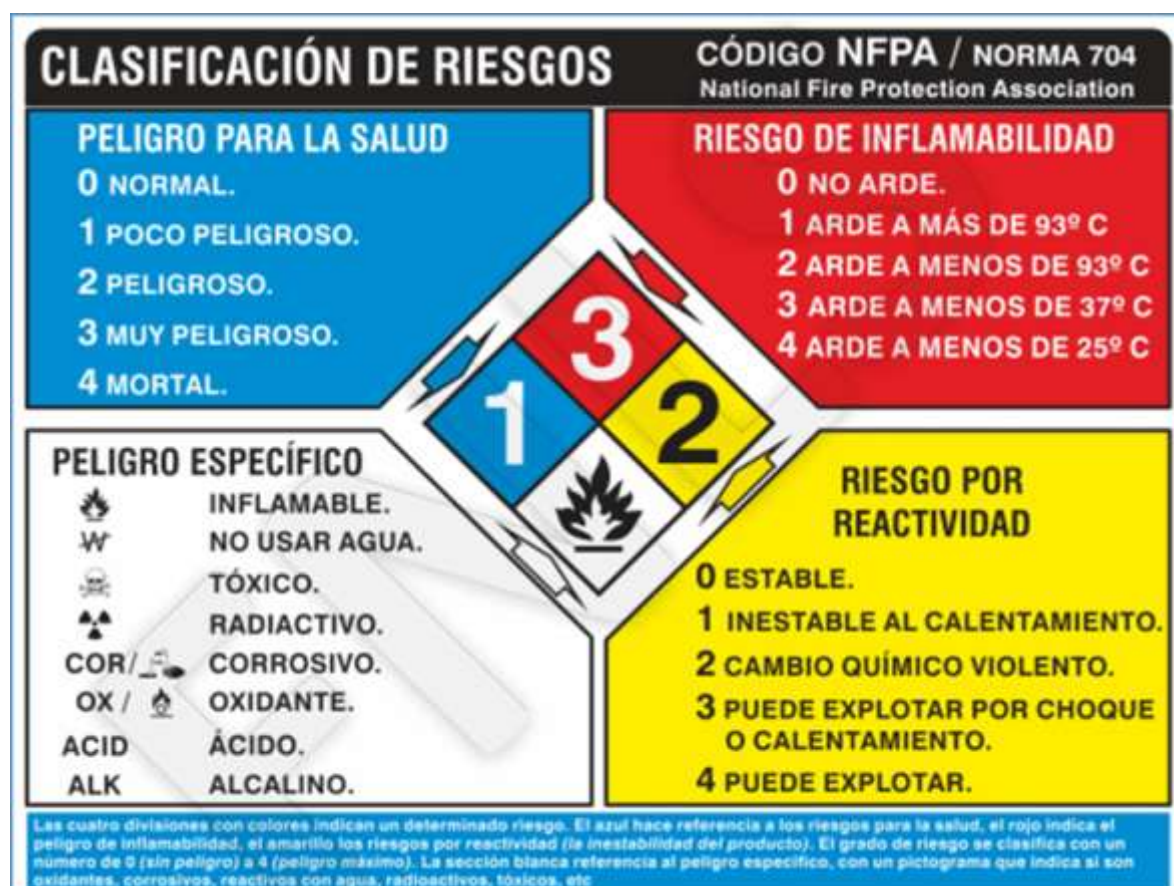 CLASIFICACIÓN DE RIESGOS
CÓDIGO NFPA / NORMA 704
National Fire Protection Association
PELIGRO PARA LA SALUD
0 NORMAL.
1 POCO PELIGROSO.
2 PELIGROSO.
3 MUY PELIGROSO.
4 MORTAL.
RIESGO DE INFLAMABILIDAD
0 NO ARDE.
1 ARDE A MÁS DE 93º C
2 ARDE A MENOS DE 93º C
3 ARDE A MENOS DE 37º C
4 ARDE A MENOS DE 25º C
3
1 2
PELIGRO ESPECÍFICO
INFLAMABLE.
W NO USAR AGUA.
TÓXICO.
RADIACTIVO.
COR/ CORROSIVO.
OX / OXIDANTE.
ACID ÁCIDO.
ALK ALCALINO.
RIESGO POR
REACTIVIDAD
0 ESTABLE.
1 INESTABLE AL CALENTAMIENTO.
2 CAMBIO QUÍMICO VIOLENTO.
3 PUEDE EXPLOTAR POR CHOQUE
O CALENTAMIENTO.
4 PUEDE EXPLOTAR.
Las cuatro divisiones con colores indican un determinado riesgo. El azul hace referencia a los riesgos para la salud, el rojo indica el
peligro de inflamabilidad, el amarillo los riesgos por reactividad (la inestabilidad del producto). El grado de riesgo se clasifica con un
número de 0 (sin peligro) a 4 (peligro máximo). La sección blanca referencia al peligro específico, con un pictograma que indica si son
oxidantes, corrosivos, reactivos con agua, radioactivos, tóxicos, etc